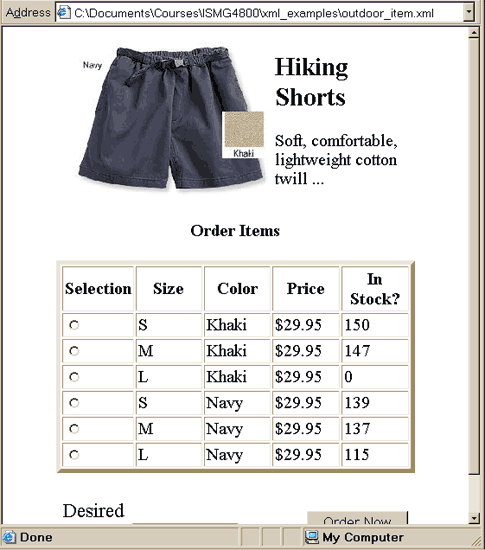 Address C:\Documents\Courses\ISMG4800\xml_examples\outdoor_item.xml
Navy
Khaki
Hiking
Shorts
Soft, comfortable,
lightweight cotton
twill ...
Order Items
Selection Size Color Price In Stock?
S Khaki $29.95 150
M Khaki $29.95 147
L Khaki $29.95 0
S Navy $29.95 139
M Navy $29.95 137
L Navy $29.95 115
Desired
Order Now
Done My Computer